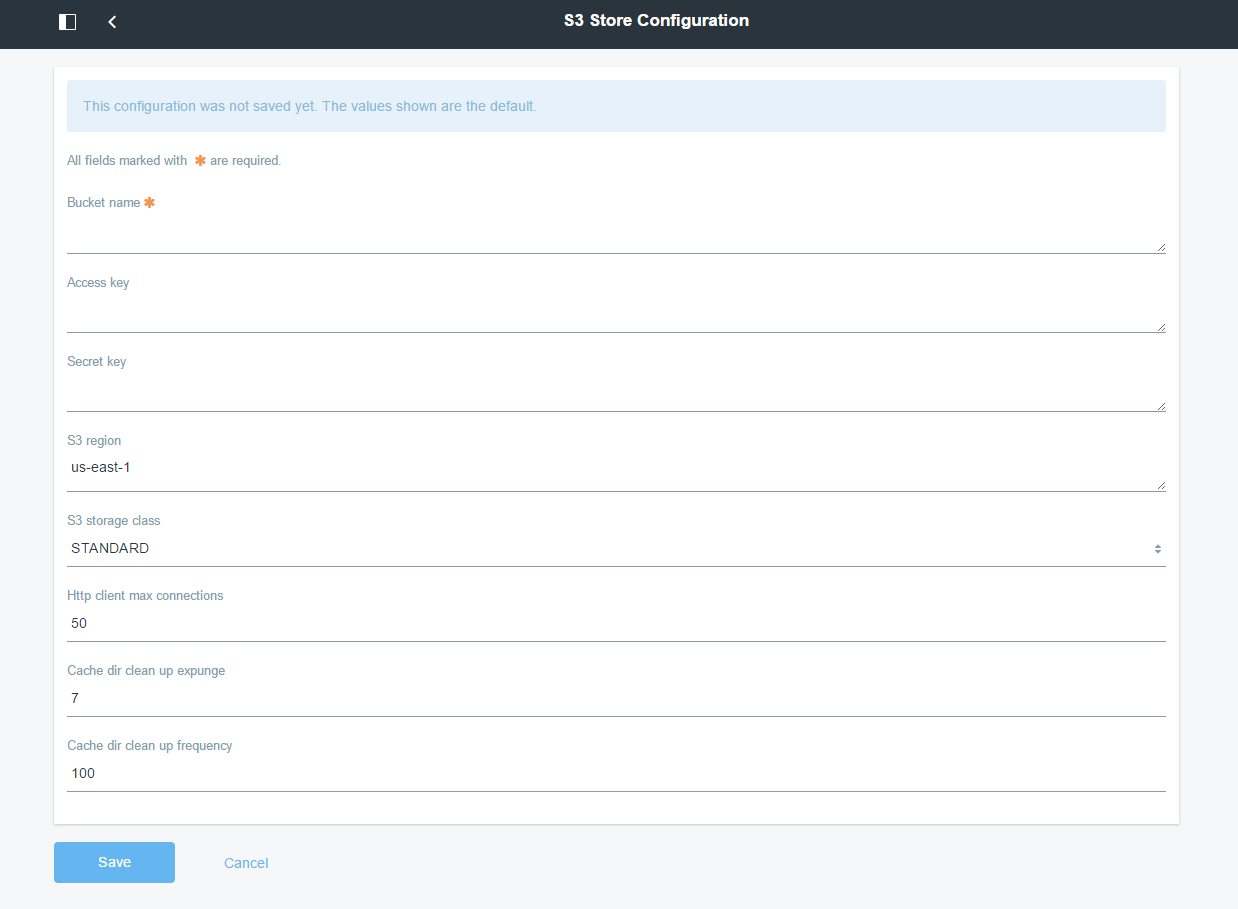 S3 Store Configuration
This configuration was not saved yet. The values shown are the default.
All fields marked with ✱ are required.
Bucket name ✱
Access key
Secret key
S3 region
us-east-1
S3 storage class
STANDARD
Http client max connections
50
Cache dir clean up expunge
7
Cache dir clean up frequency
100
Save Cancel